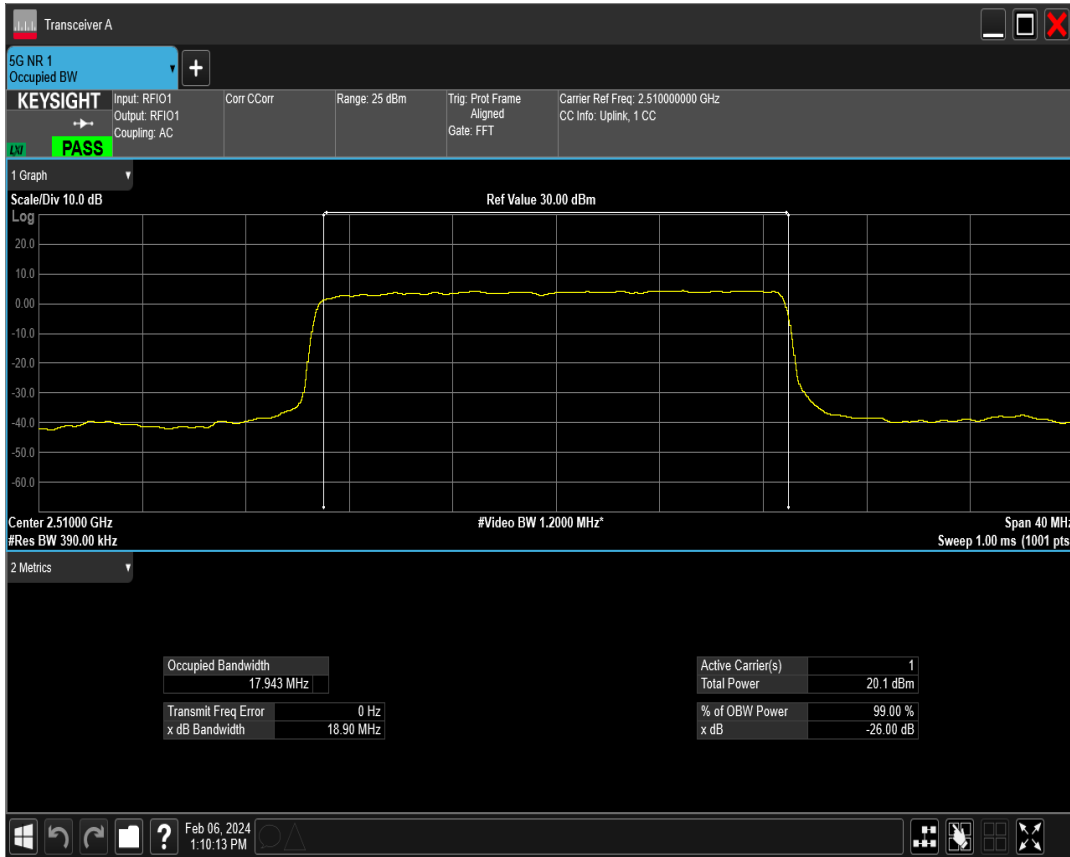 Transceiver A
5G NR 1
Occupied BW
+
KEYSIGHT
LXI
PASS
Input: RFIO1
Output: RFIO1
Coupling: AC
Corr CCorr
Range: 25 dBm
Trig: Prot Frame
Aligned
Gate: FFT
Carrier Ref Freq: 2.510000000 GHz
CC Info: Uplink, 1 CC
1 Graph
Scale/Div 10.0 dB
Ref Value 30.00 dBm
Log
20.0
10.0
0.00
-10.0
-20.0
-30.0
-40.0
-50.0
-60.0
Center 2.51000 GHz
#Video BW 1.2000 MHz*
Span 40 MHz
#Res BW 390.00 kHz
Sweep 1.00 ms (1001 pts
2 Metrics
Occupied Bandwidth
17.943 MHz
Transmit Freq Error 0 Hz
x dB Bandwidth 18.90 MHz
Active Carrier(s) 1
Total Power 20.1 dBm
% of OBW Power 99.00 %
x dB -26.00 dB
?
Feb 06, 2024
1:10:13 PM